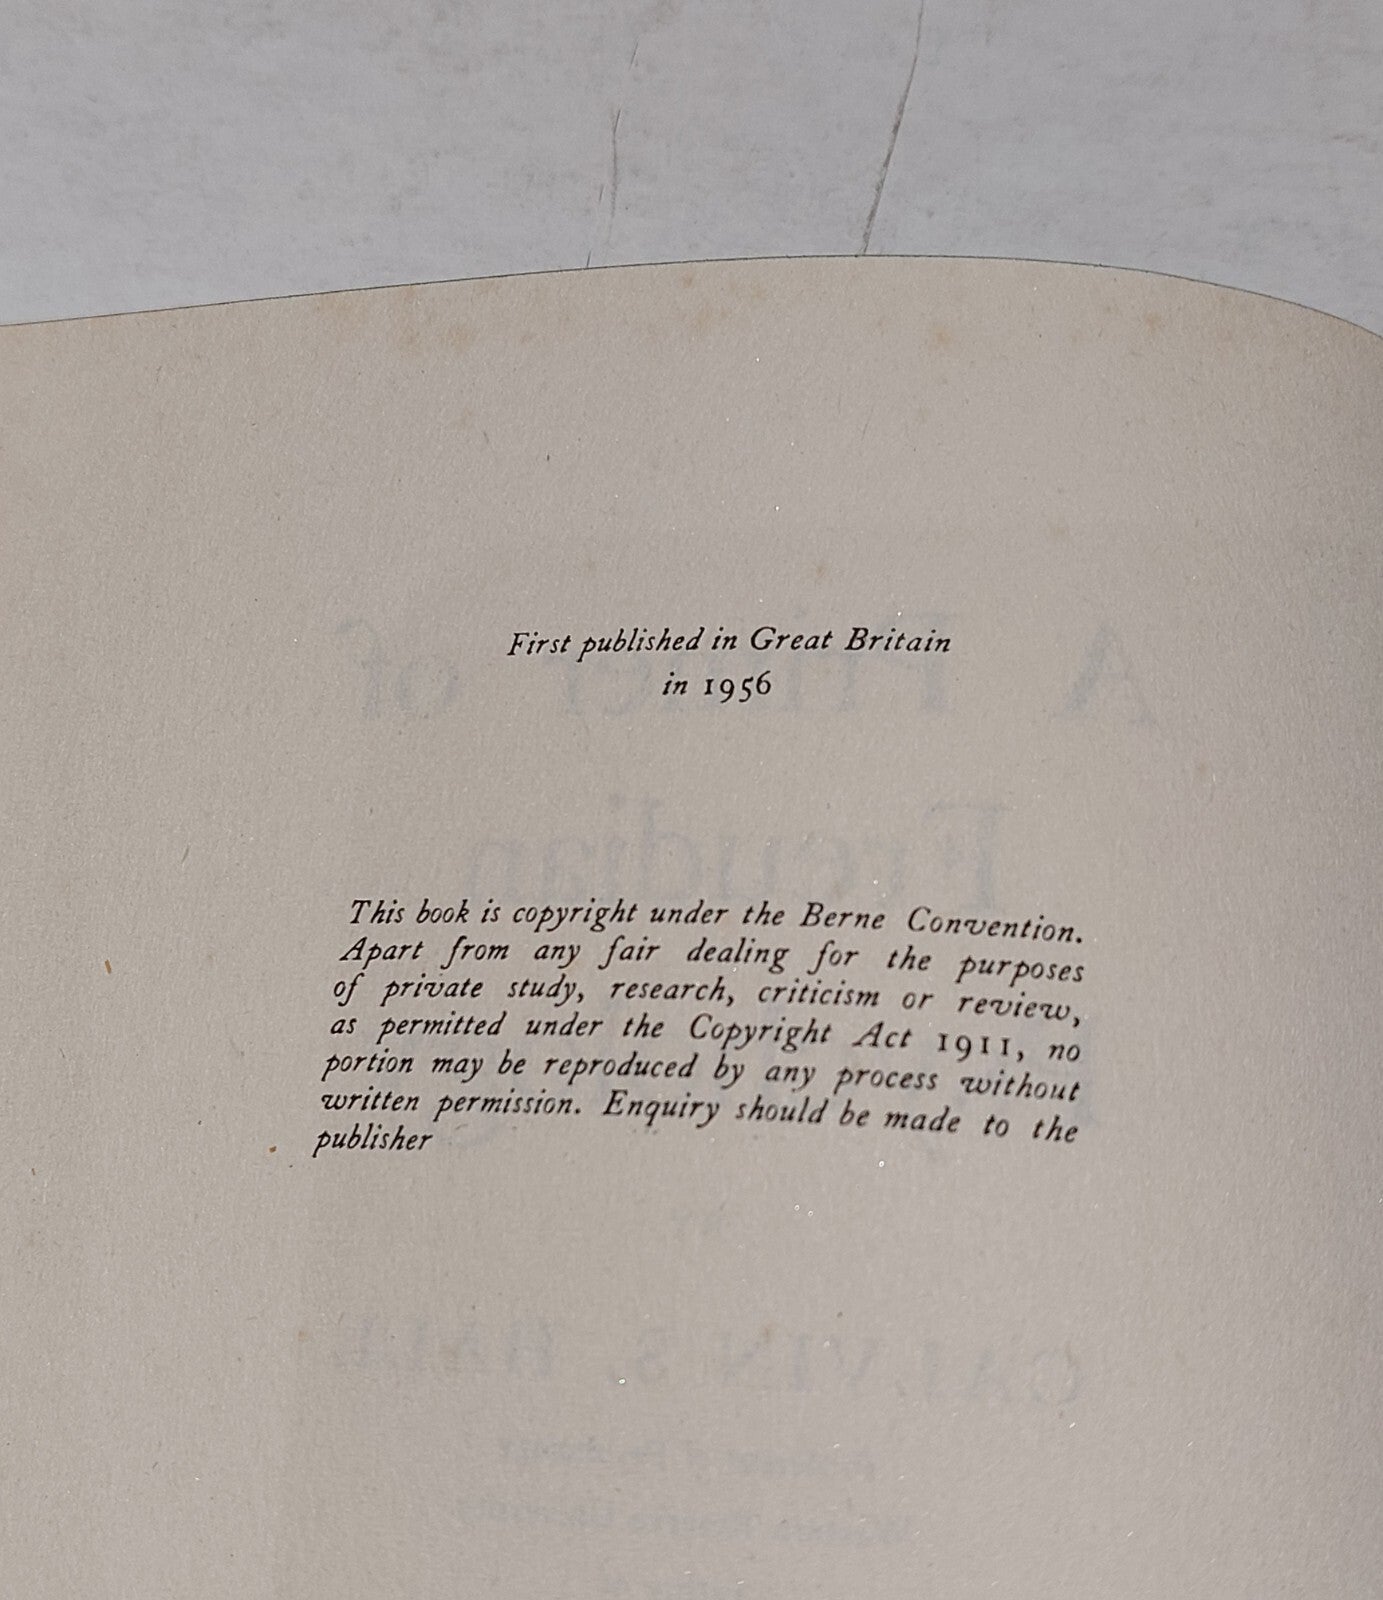 First published in Great Britain
in 1956
This book is copyright under the Berne Convention.
Apart from any fair dealing for the purposes
of private study, research, criticism or review,
as permitted under the Copyright Act 1911, no
portion may be reproduced by any process without
written permission. Enquiry should be made to the
publisher